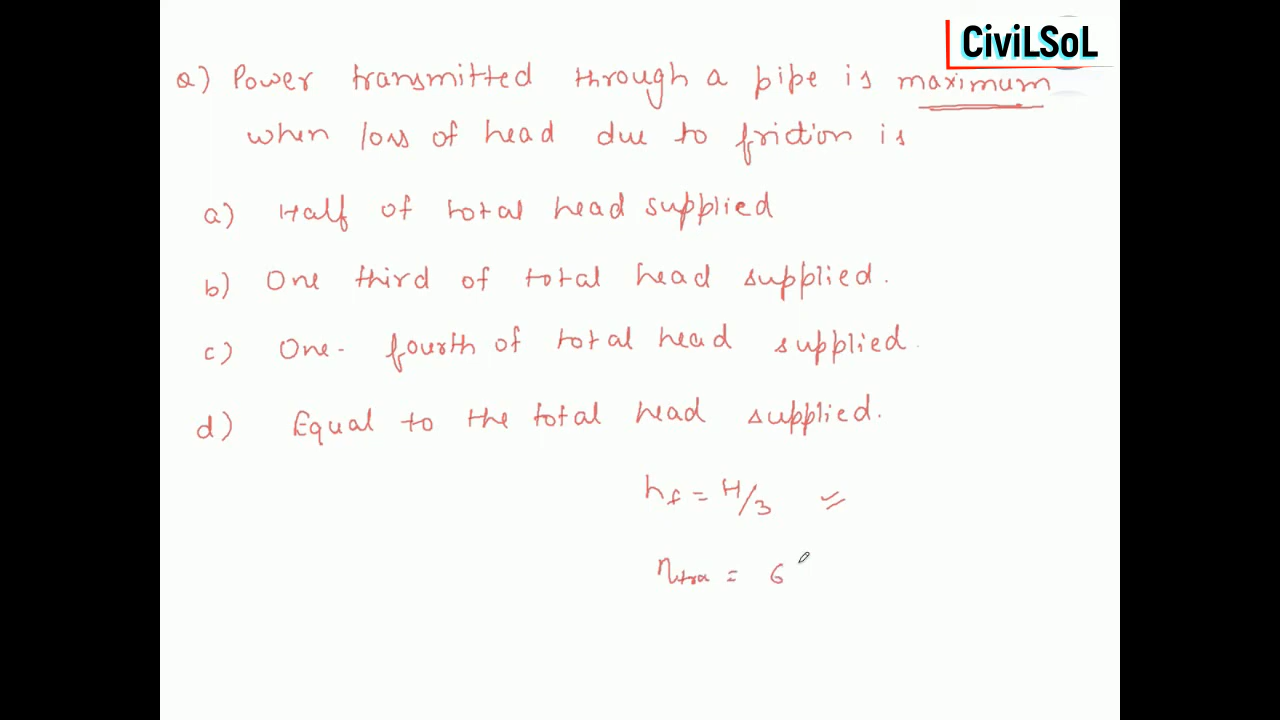 CiviLSoL
Q) Power transmitted through a pipe is maximum
when loss of head due to friction is
a) Half of total head supplied
b) One third of total head supplied.
c) One- fourth of total head supplied.
d) Equal to the total head supplied.
hf = H/3
ηtra = 6